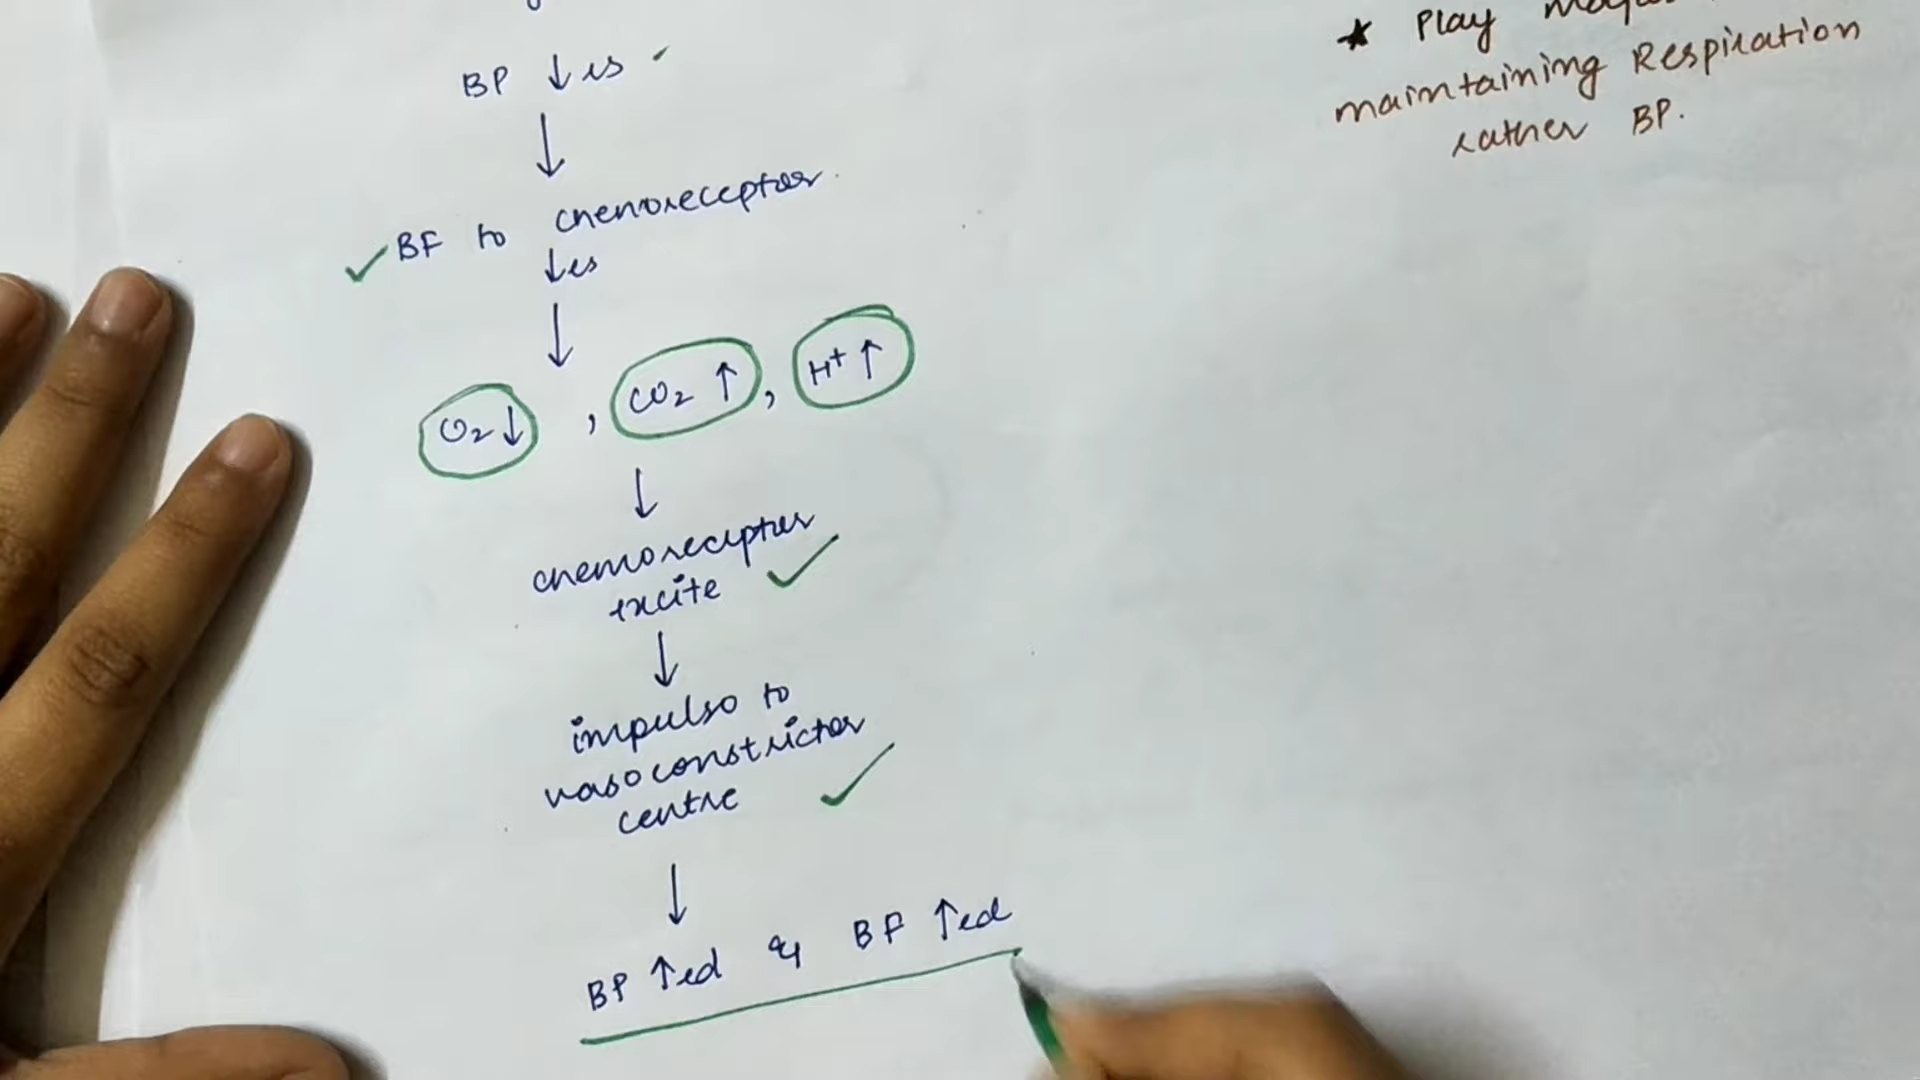 BP ↓es
↓
BF to chemoreceptor
↓es
↓
O2↓ , CO2 ↑ , H+ ↑
↓
chemoreceptor
excite
↓
impulso to
vasoconstrictor
centre
↓
BP ↑ed & BF ↑ed
★ Play
maintaining Respiration
rather BP.